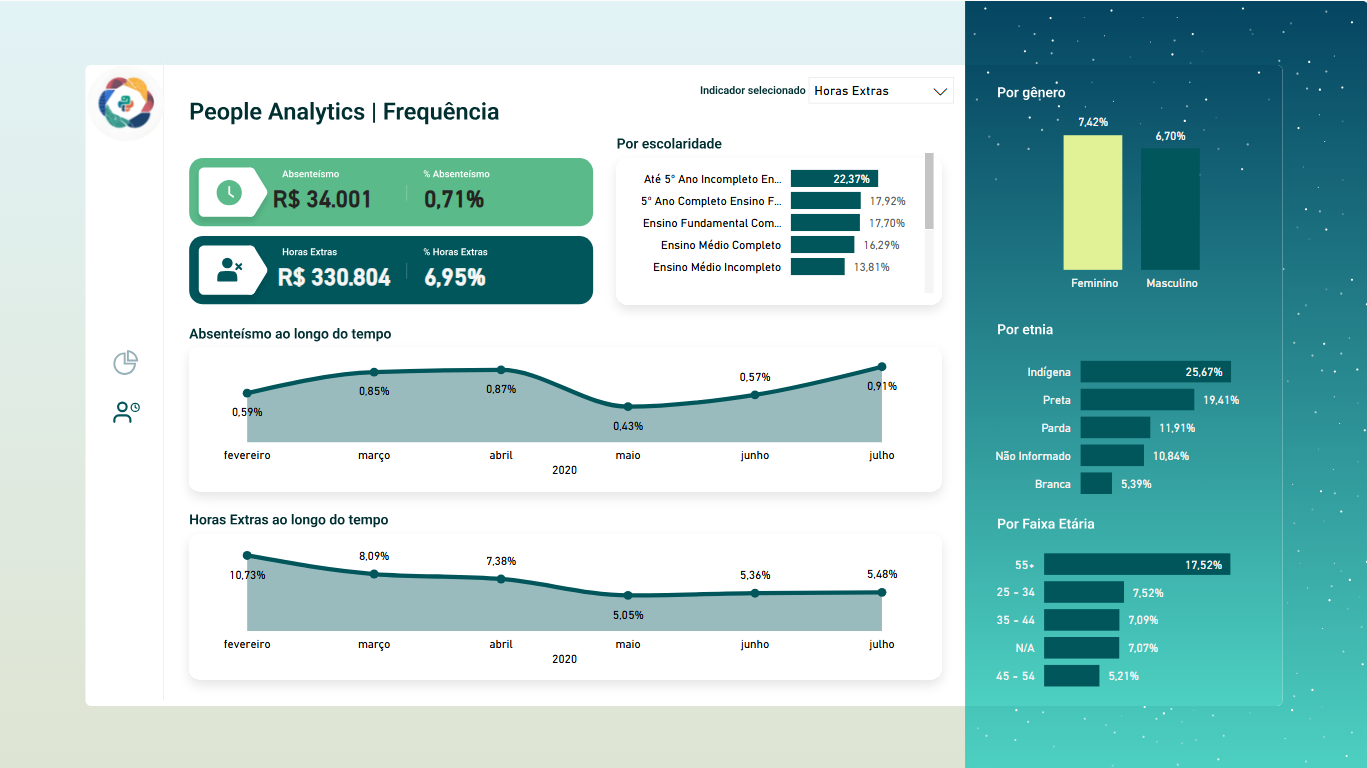 Indicador selecionado Horas Extras
People Analytics | Frequência
Absenteísmo % Absenteísmo
R$ 34.001 0,71%
Horas Extras % Horas Extras
R$ 330.804 6,95%
Por escolaridade
Até 5º Ano Incompleto En... 22,37%
5º Ano Completo Ensino F... 17,92%
Ensino Fundamental Com... 17,70%
Ensino Médio Completo 16,29%
Ensino Médio Incompleto 13,81%
Absenteísmo ao longo do tempo
0,59% 0,85% 0,87% 0,43% 0,57% 0,91%
fevereiro março abril maio junho julho
2020
Horas Extras ao longo do tempo
10,73% 8,09% 7,38% 5,05% 5,36% 5,48%
fevereiro março abril maio junho julho
2020
Por gênero
7,42% 6,70%
Feminino Masculino
Por etnia
Indígena 25,67%
Preta 19,41%
Parda 11,91%
Não Informado 10,84%
Branca 5,39%
Por Faixa Etária
55+ 17,52%
25 - 34 7,52%
35 - 44 7,09%
N/A 7,07%
45 - 54 5,21%